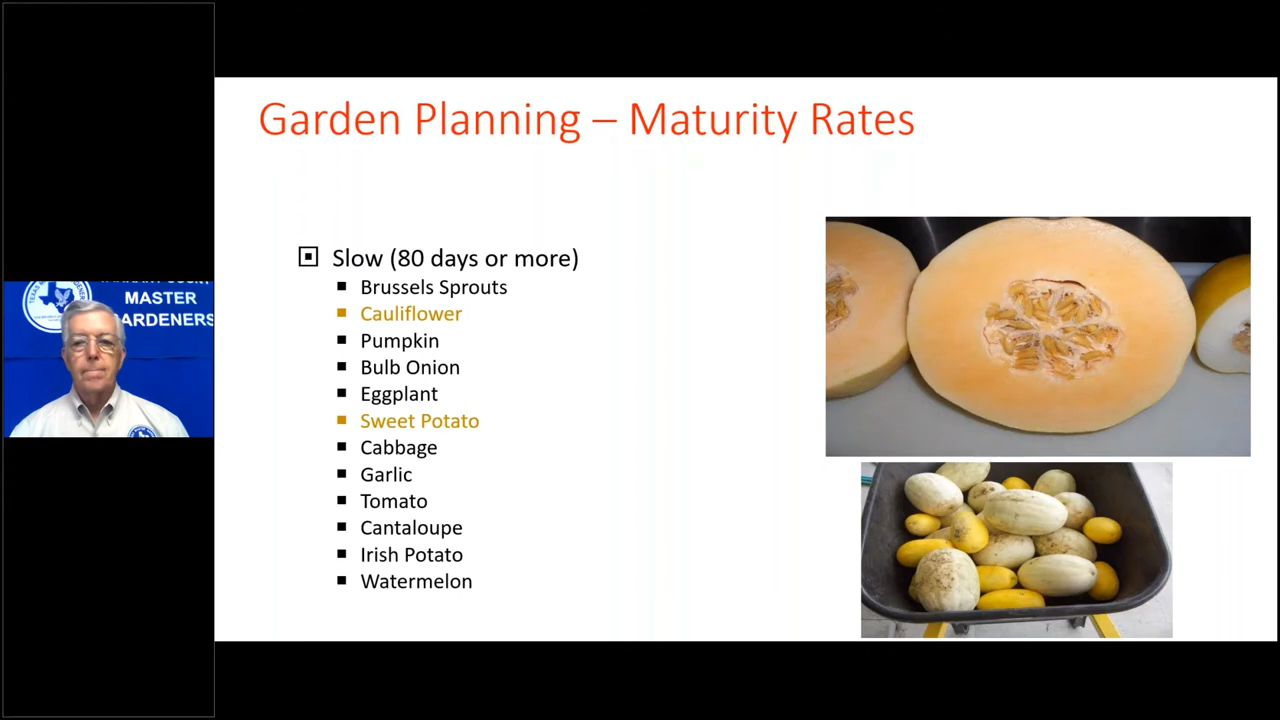 Garden Planning – Maturity Rates
Slow (80 days or more)
Brussels Sprouts
Cauliflower
Pumpkin
Bulb Onion
Eggplant
Sweet Potato
Cabbage
Garlic
Tomato
Cantaloupe
Irish Potato
Watermelon
MASTER
ARDENERS